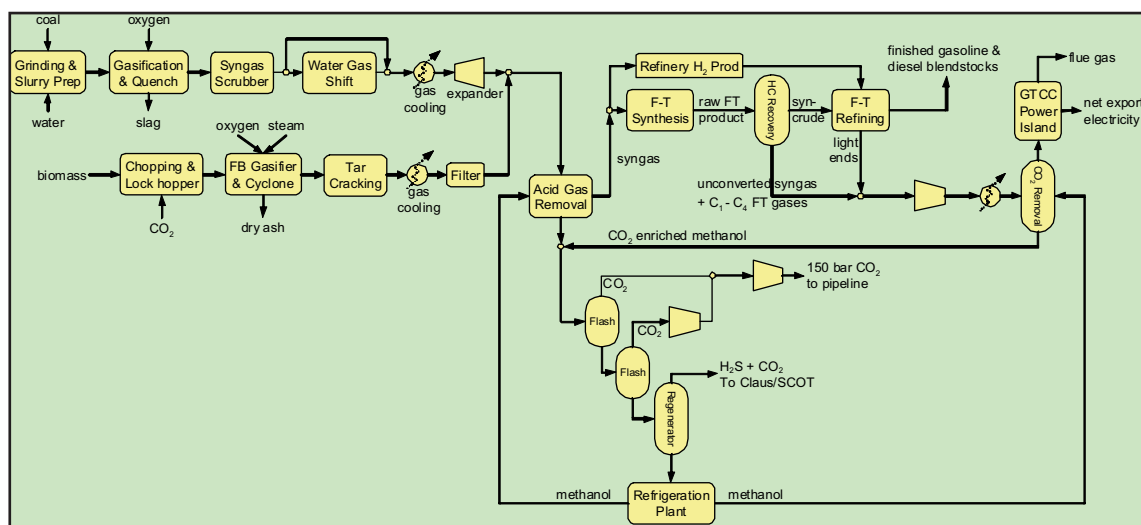 coal
oxygen
Grinding &
Slurry Prep
Gasification
& Quench
Syngas
Scrubber
Water Gas
Shift
gas
cooling
expander
water
slag
oxygen
steam
biomass
Chopping &
Lock hopper
FB Gasifier
& Cyclone
Tar
Cracking
gas
cooling
Filter
CO2
dry ash
Acid Gas
Removal
syngas
Refinery H2 Prod
F-T
Synthesis
raw FT
product
HC Recovery
syn-
crude
F-T
Refining
light
ends
finished gasoline &
diesel blendstocks
unconverted syngas
+ C1 - C4 FT gases
GTCC
Power
Island
flue gas
net export
electricity
CO2 Removal
CO2 enriched methanol
CO2
Flash
CO2
Flash
150 bar CO2
to pipeline
H2S + CO2
To Claus/SCOT
Regenerator
methanol
Refrigeration
Plant
methanol